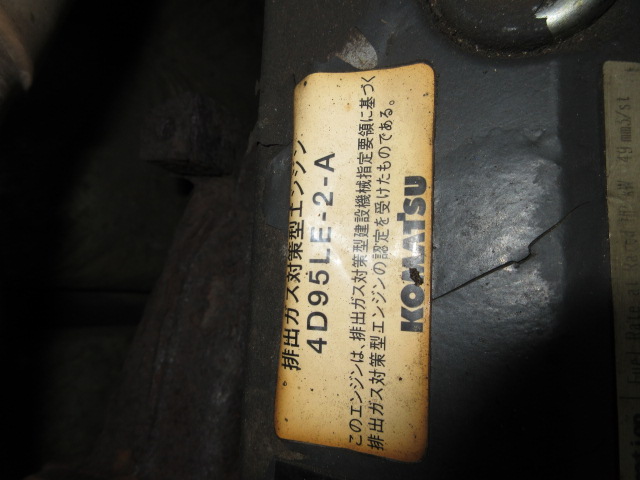 排出ガス対策型エンジン
4D95LE-2-A
このエンジンは、排出ガス対策型建設機械指定要領に基づく
排出ガス対策型エンジンの認定を受けたものである。
KOMATSU
49 mm3/st